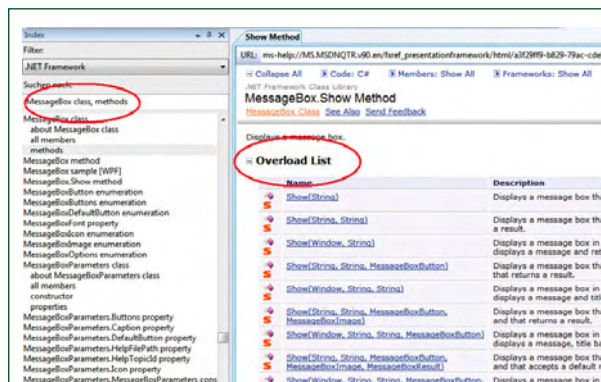 Index
Filter:
.NET Framework
Suchen nach:
MessageBox class, methods
MessageBox class
about MessageBox class
all members
methods
MessageBox method
MessageBox sample [WPF]
MessageBox.Show method
MessageBoxButton enumeration
MessageBoxButtons enumeration
MessageBoxDefaultButton enumeration
MessageBoxFont property
MessageBoxIcon enumeration
MessageBoxImage enumeration
MessageBoxOptions enumeration
MessageBoxParameters class
about MessageBoxParameters class
all members
constructor
properties
MessageBoxParameters.Buttons property
MessageBoxParameters.Caption property
MessageBoxParameters.DefaultButton property
MessageBoxParameters.HelpFilePath property
MessageBoxParameters.HelpTopicId property
MessageBoxParameters.Icon property
MessageBoxParameters.MessageBoxParameters cons
Show Method
URL: ms-help://MS.MSDNQTR.v90.en/fxref_presentationframework/html/a3f29ff9-b829-79ac-cde
Collapse All Code: C# Members: Show All Frameworks: Show All
.NET Framework Class Library
MessageBox.Show Method
MessageBox Class See Also Send Feedback
Displays a message box.
Overload List
Name Description
Show(String) Displays a message box tha
Show(String, String) Displays a message box tha
a result.
Show(Window, String) Displays a message box in
displays a message and ret
Show(String, String, MessageBoxButton) Displays a message box tha
that returns a result.
Show(Window, String, String) Displays a message box in
displays a message and titl
Show(String, String, MessageBoxButton, Displays a message box tha
MessageBoxImage) and that returns a result.
Show(Window, String, String, MessageBoxButton) Displays a message box in
displays a message, title ba
Show(String, String, MessageBoxButton, Displays a message box tha
MessageBoxImage, MessageBoxResult) and that accepts a default m
Show(Window, String, String, MessageBoxButton, Displays a message box in